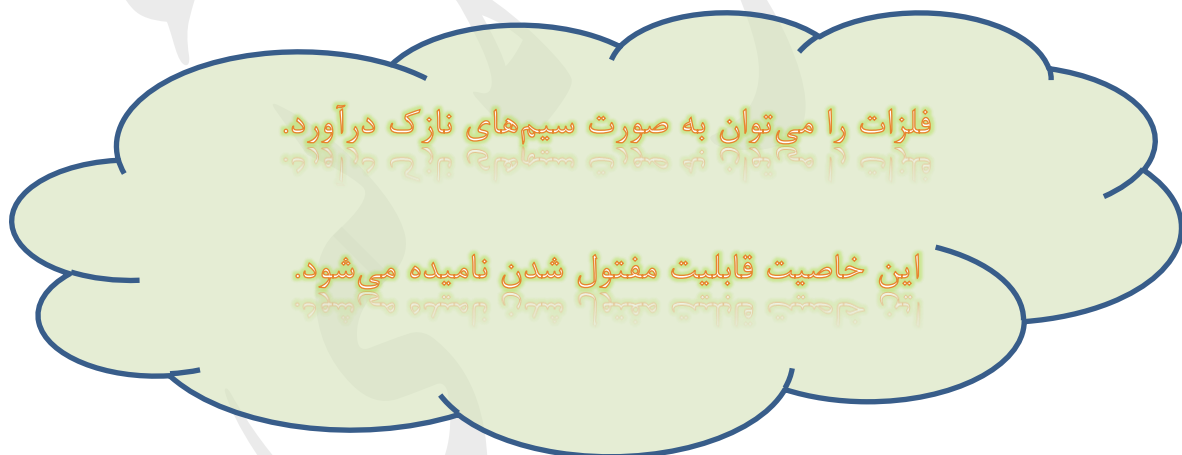 فلزات را می‌توان به صورت سیم‌های نازک درآورد.
این خاصیت قابلیت مفتول شدن نامیده می‌شود.